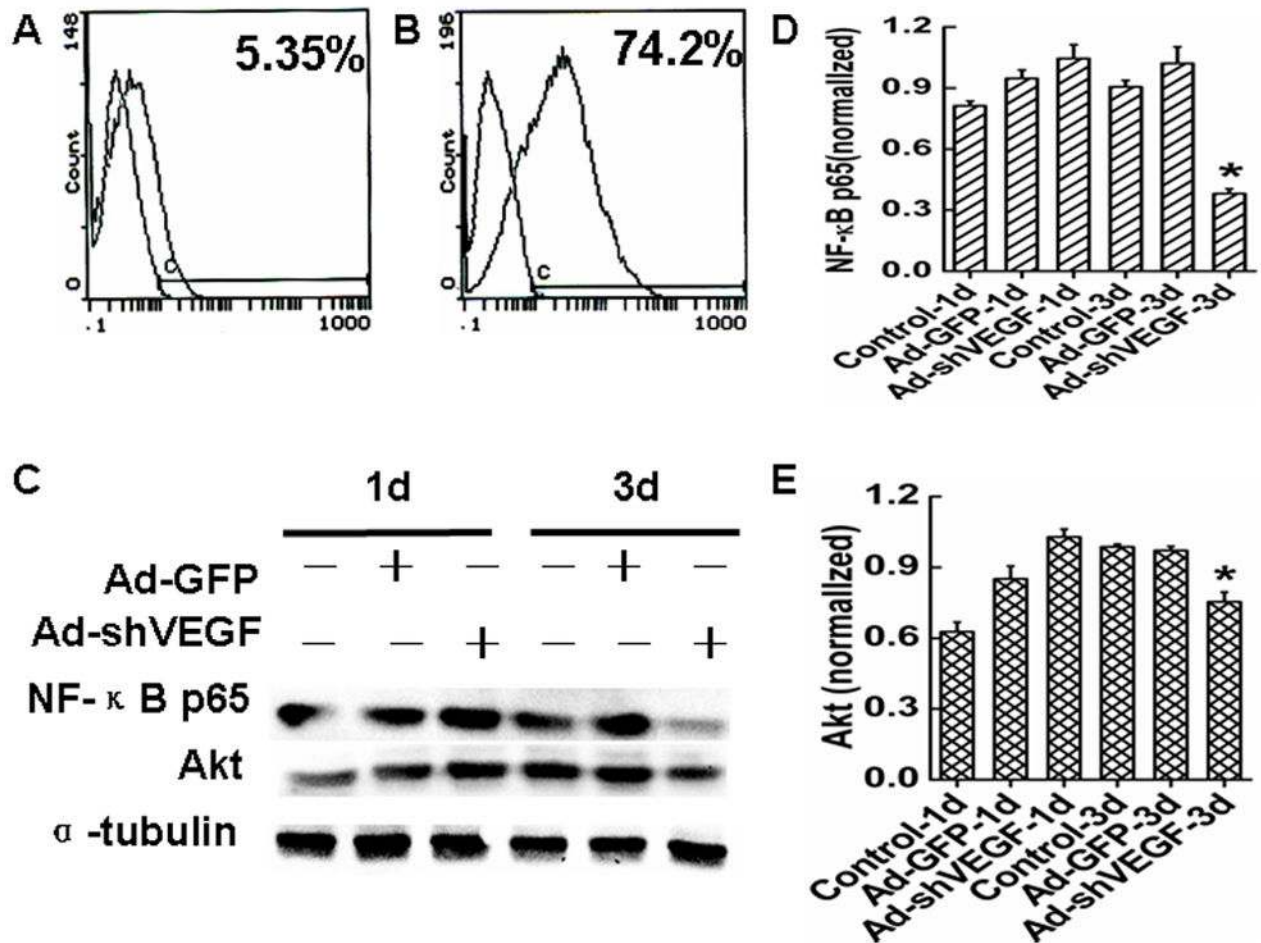 A
148
5.35%
Count
0
C
.1
1000
B
196
74.2%
Count
0
C
.1
1000
D
NF-κB p65(normallzed)
1.2
0.9
0.6
0.3
0.0
*
Control-1d
Ad-GFP-1d
Ad-shVEGF-1d
Control-3d
Ad-GFP-3d
Ad-shVEGF-3d
C
1d
3d
Ad-GFP
— + — — + —
Ad-shVEGF
— — + — — +
NF-κ B p65
Akt
α-tubulin
E
Akt (normallzed)
1.2
0.9
0.6
0.3
0.0
*
Control-1d
Ad-GFP-1d
Ad-shVEGF-1d
Control-3d
Ad-GFP-3d
Ad-shVEGF-3d